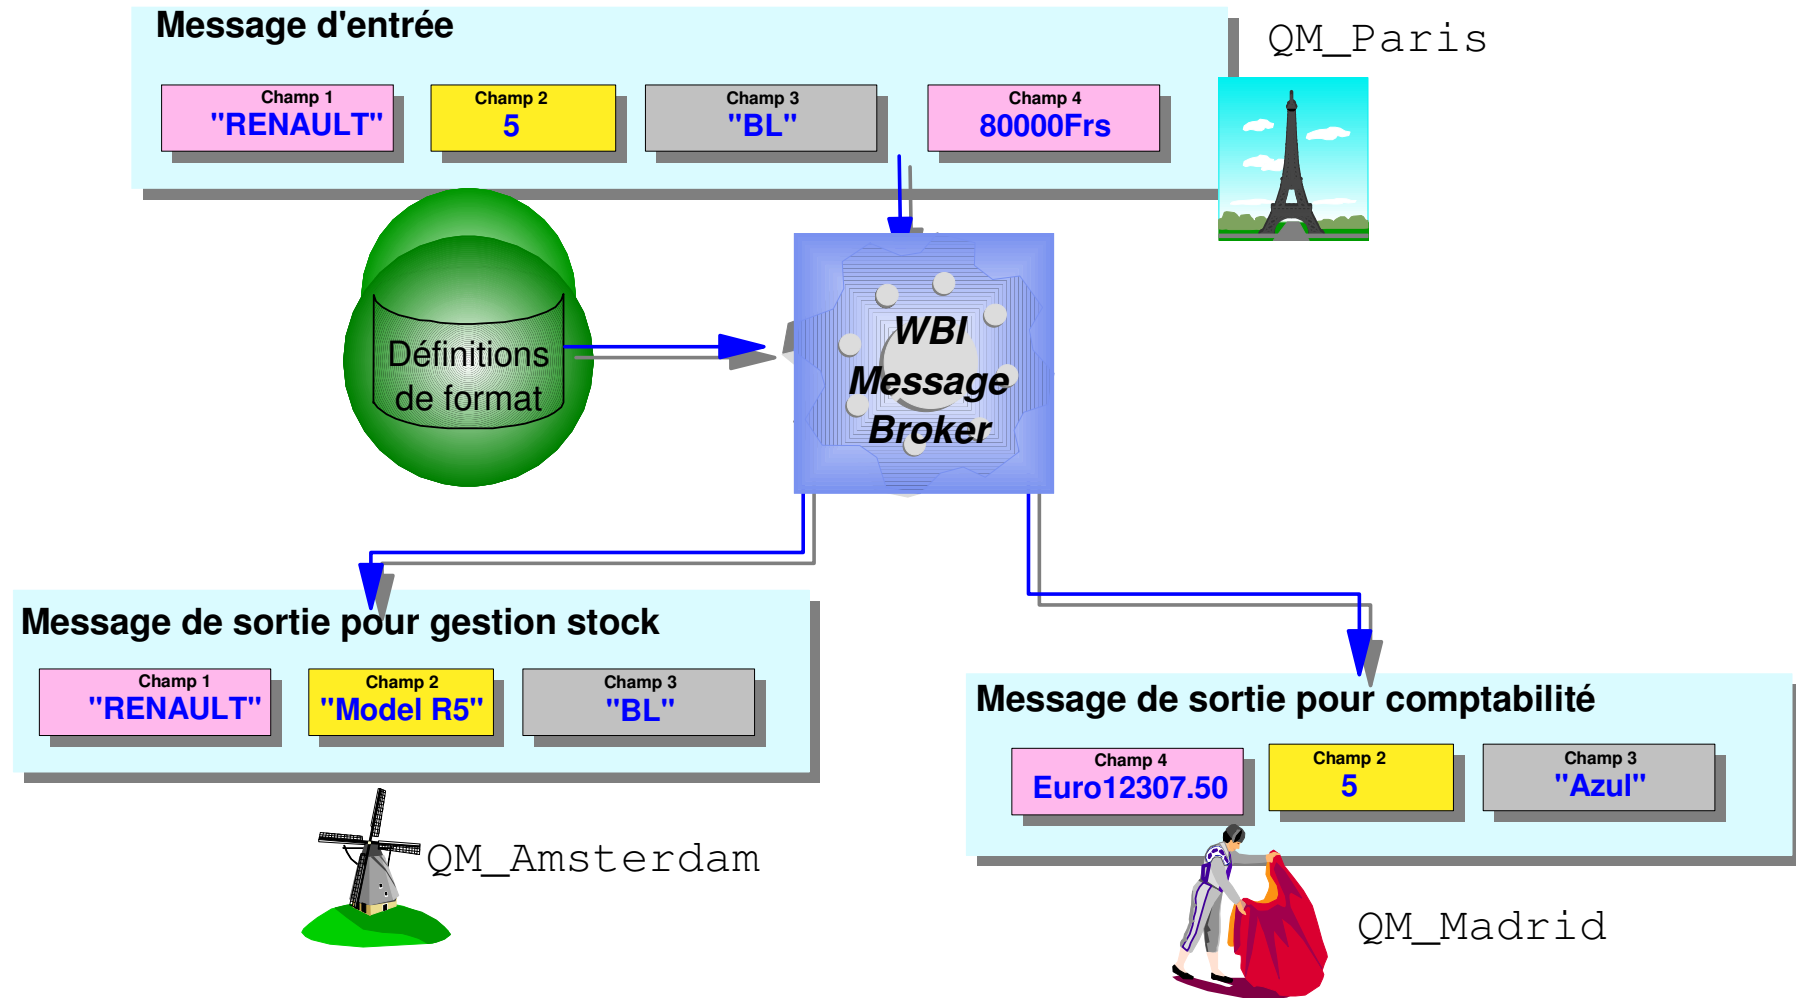 Message d'entrée
QM_Paris
Champ 1
"RENAULT"
Champ 2
5
Champ 3
"BL"
Champ 4
80000Frs
Définitions
de format
WBI
Message
Broker
Message de sortie pour gestion stock
Champ 1
"RENAULT"
Champ 2
"Model R5"
Champ 3
"BL"
QM_Amsterdam
Message de sortie pour comptabilité
Champ 4
Euro12307.50
Champ 2
5
Champ 3
"Azul"
QM_Madrid